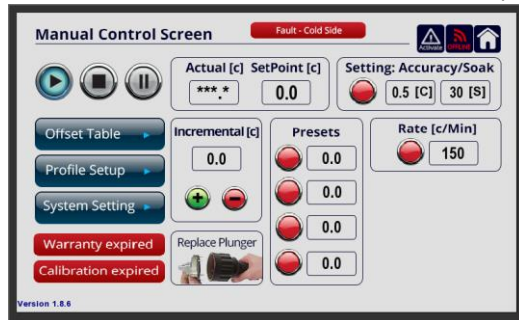 Manual Control Screen
Fault - Cold Side
Activate
Offline
Actual [c] SetPoint [c]
***.* 0.0
Setting: Accuracy/Soak
0.5 [C] 30 [S]
Offset Table
Profile Setup
System Setting
Incremental [c]
0.0
Presets
0.0
0.0
0.0
0.0
Rate [c/Min]
150
Warranty expired
Calibration expired
Replace Plunger
Version 1.8.6